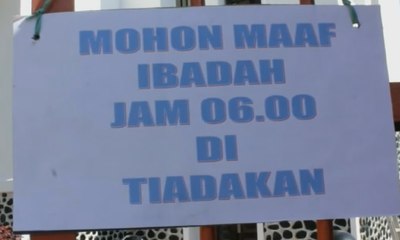 MOHON MAAF
IBADAH
JAM 06.00
DI
TIADAKAN